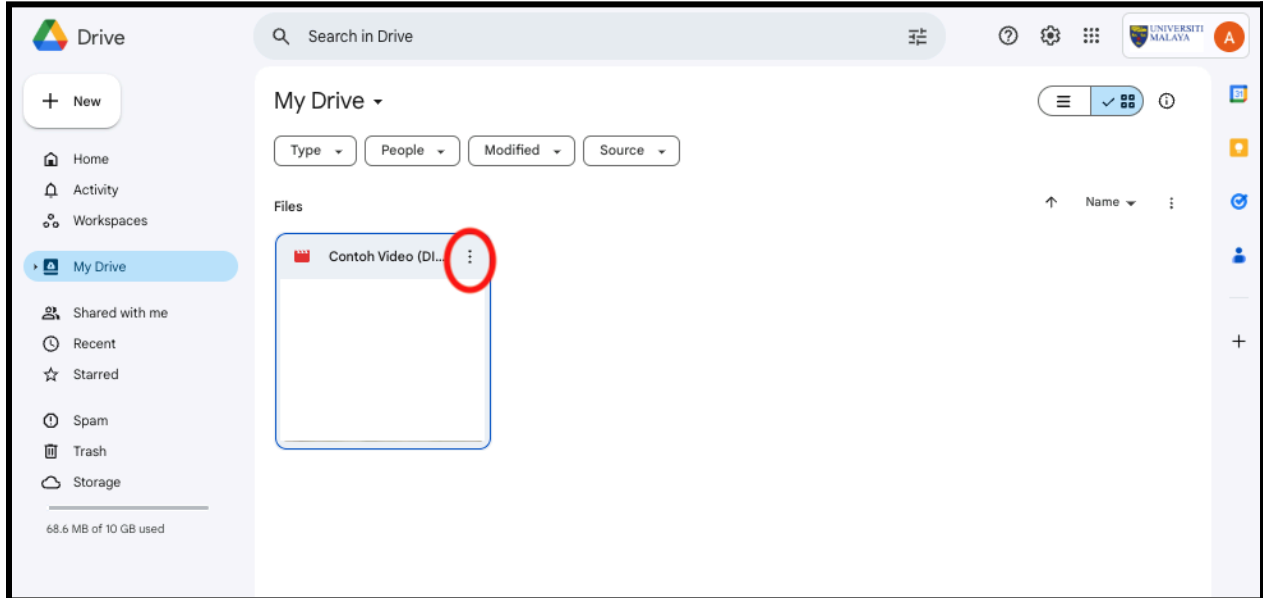 Drive
Search in Drive
UNIVERSITI
MALAYA
A
New
My Drive
31
Type
People
Modified
Source
Home
Activity
Workspaces
Files
Name
My Drive
Contoh Video (DI...
Shared with me
Recent
Starred
Spam
Trash
Storage
68.6 MB of 10 GB used